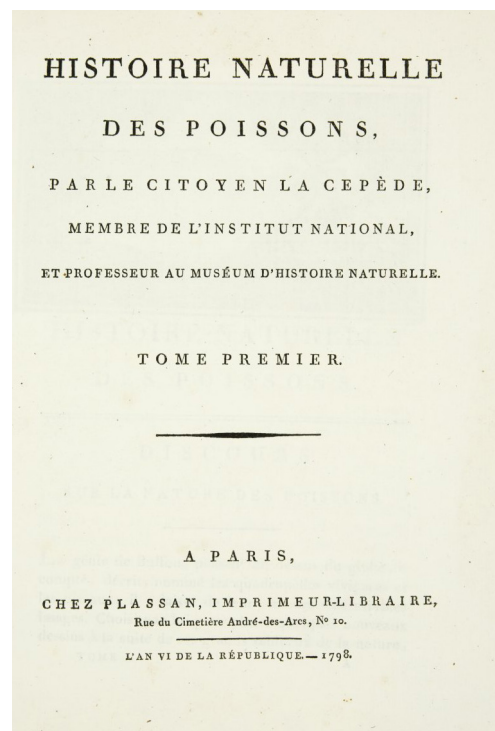 HISTOIRE NATURELLE
DES POISSONS,
PAR LE CITOYEN LA CEPÈDE,
MEMBRE DE L'INSTITUT NATIONAL,
ET PROFESSEUR AU MUSÉUM D'HISTOIRE NATURELLE.
TOME PREMIER.
A PARIS,
CHEZ PLASSAN, IMPRIMEUR-LIBRAIRE,
Rue du Cimetière André-des-Arcs, No 10.
L'AN VI DE LA RÉPUBLIQUE.—1798.